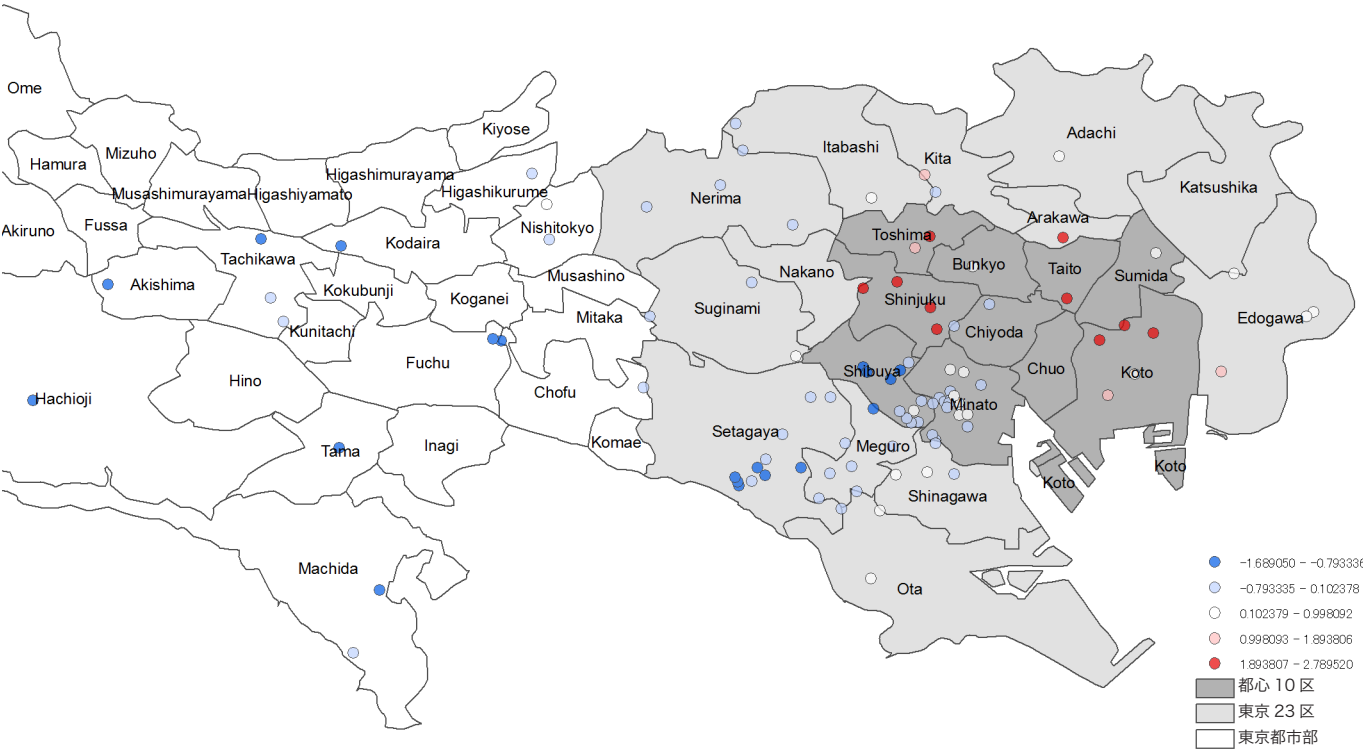 Ome
Kiyose
Adachi
Itabashi
Mizuho
Kita
Hamura
Higashimurayama
Musashimurayama
Higashiyamato
Higashikurume
Nerima
Katsushika
Arakawa
Fussa
Akiruno
Nishitokyo
Kodaira
Toshima
Tachikawa
Bunkyo
Taito
Nakano
Musashino
Sumida
Akishima
Kokubunji
Koganei
Shinjuku
Suginami
Mitaka
Edogawa
Kunitachi
Chiyoda
Fuchu
Chuo
Shibuya
Koto
Hino
Chofu
Hachioji
Minato
Setagaya
Komae
Inagi
Tama
Meguro
Koto
Koto
Shinagawa
Machida
Ota
-1.689050 - -0.793336
-0.793335 - 0.102378
0.102379 - 0.998092
0.998093 - 1.893806
1.893807 - 2.789520
都心 10 区
東京 23 区
東京都市部